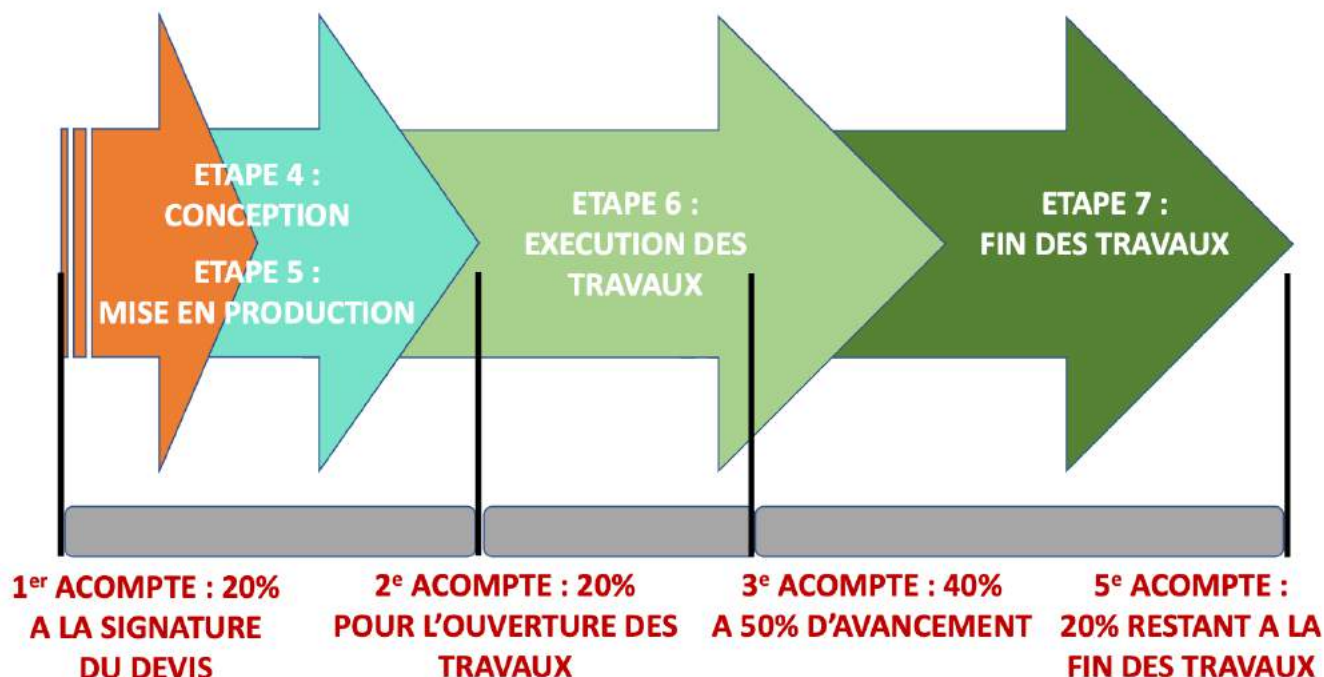 ETAPE 4 :
CONCEPTION
ETAPE 5 :
MISE EN PRODUCTION
ETAPE 6 :
EXECUTION DES
TRAVAUX
ETAPE 7 :
FIN DES TRAVAUX
1er ACOMPTE : 20%
A LA SIGNATURE
DU DEVIS
2e ACOMPTE : 20%
POUR L’OUVERTURE DES
TRAVAUX
3e ACOMPTE : 40%
A 50% D’AVANCEMENT
5e ACOMPTE :
20% RESTANT A LA
FIN DES TRAVAUX